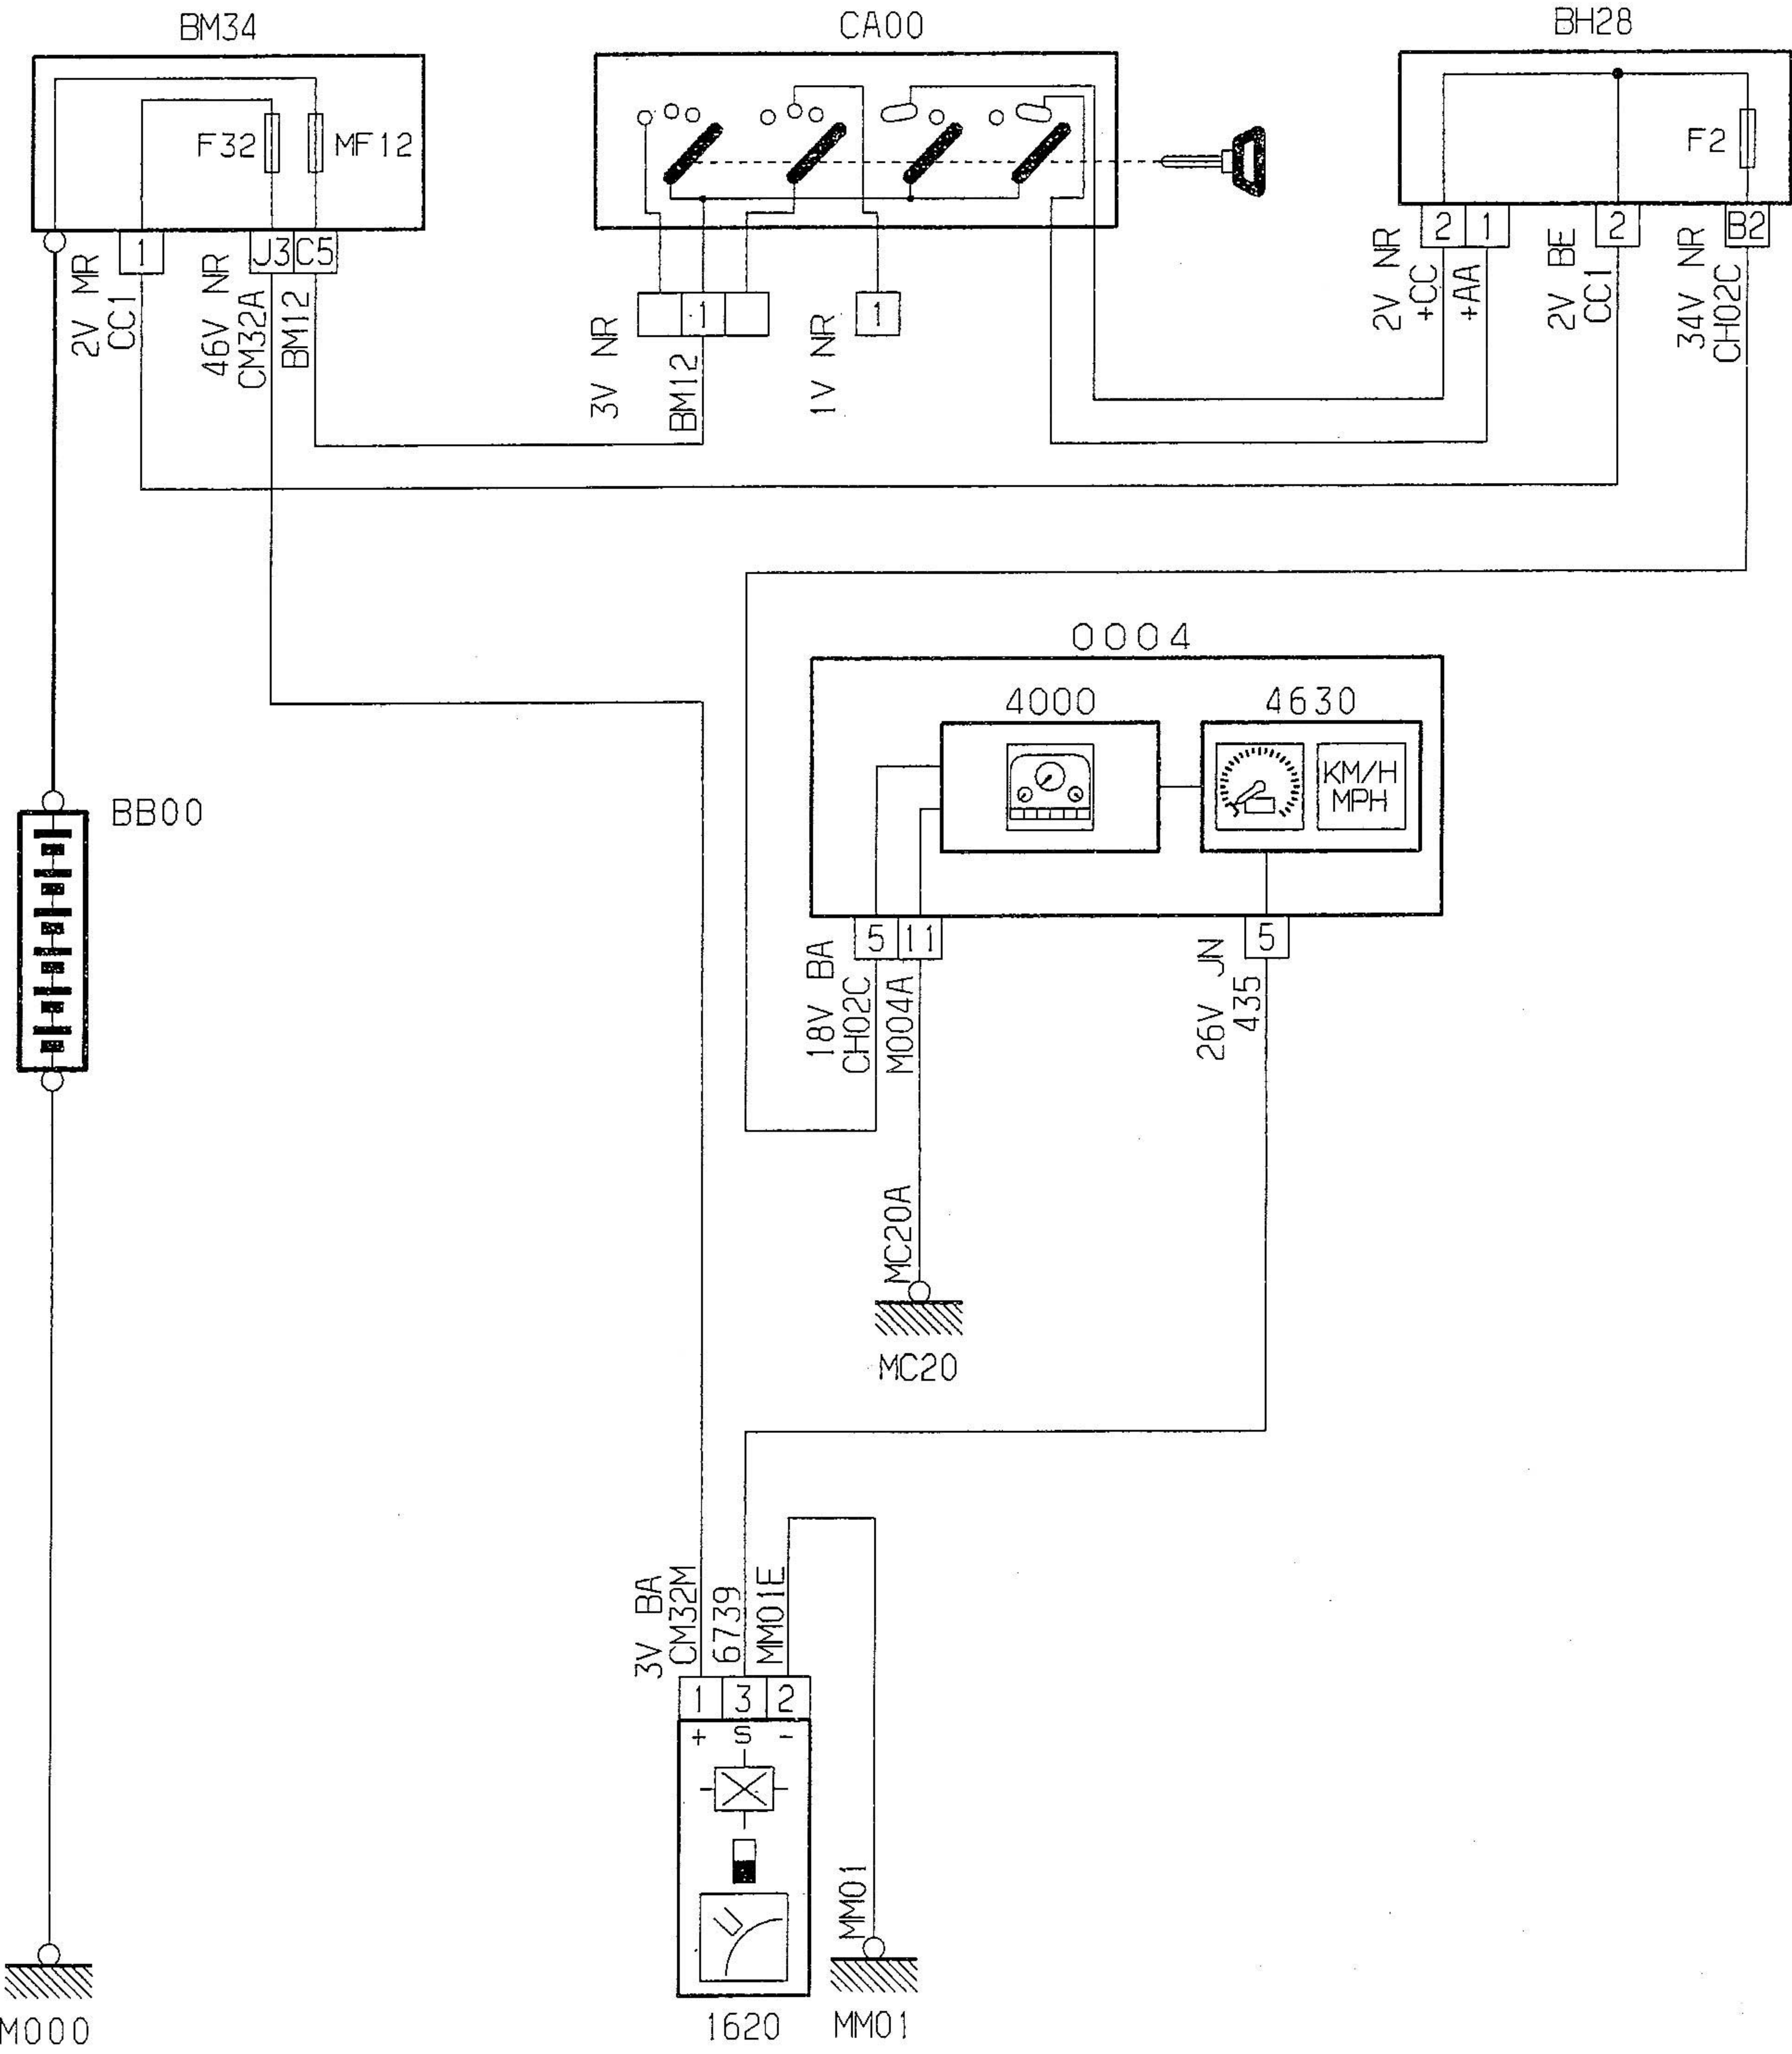 BM34
CA00
BH28
F32
MF12
F2
1
J3
C5
2
1
2
B2
2V MR
CC1
46V NR
CM32A
BM12
3V NR
1
BM12
1V NR
1
2V NR
+CC
+AA
2V BE
CC1
34V NR
CH02C
0004
4000
4630
KM/H
MPH
BB00
5
11
5
18V BA
CH02C
M004A
26V JN
435
MC20A
MC20
3V BA
CM32M
6739
MM01E
1
3
2
+
S
-
MM01
M000
1620
MM01